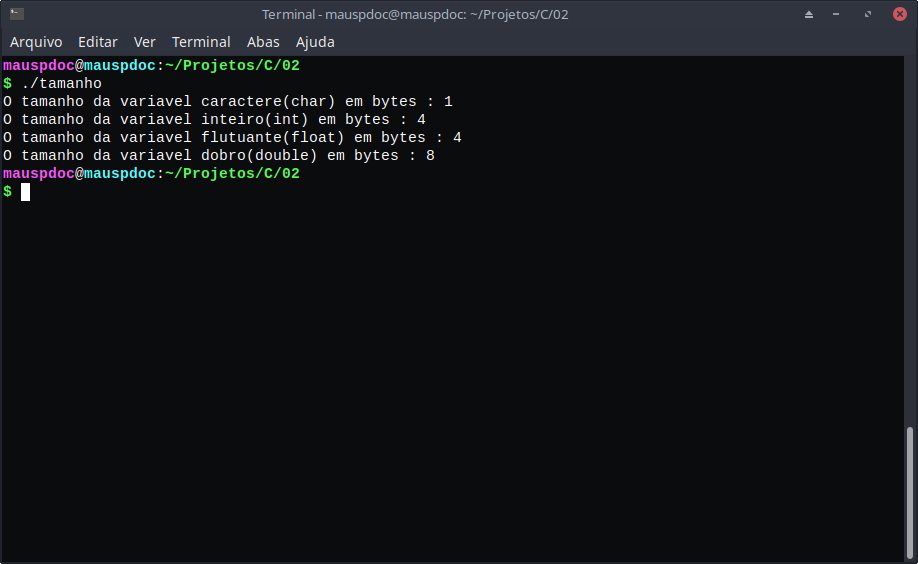 Terminal - mauspdoc@mauspdoc: ~/Projetos/C/02
Arquivo Editar Ver Terminal Abas Ajuda
mauspdoc@mauspdoc:~/Projetos/C/02
$ ./tamanho
O tamanho da variavel caractere(char) em bytes : 1
O tamanho da variavel inteiro(int) em bytes : 4
O tamanho da variavel flutuante(float) em bytes : 4
O tamanho da variavel dobro(double) em bytes : 8
mauspdoc@mauspdoc:~/Projetos/C/02
$